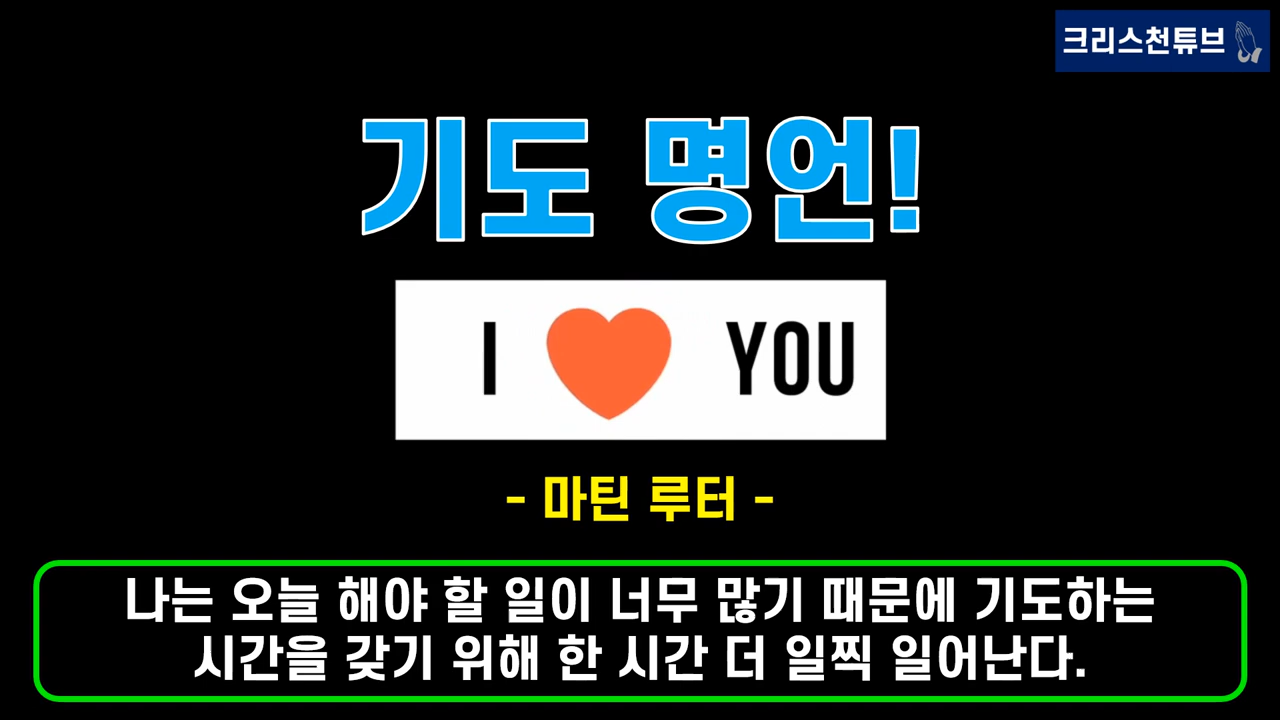 크리스천튜브
기도 명언!
I YOU
- 마틴 루터 -
나는 오늘 해야 할 일이 너무 많기 때문에 기도하는
시간을 갖기 위해 한 시간 더 일찍 일어난다.